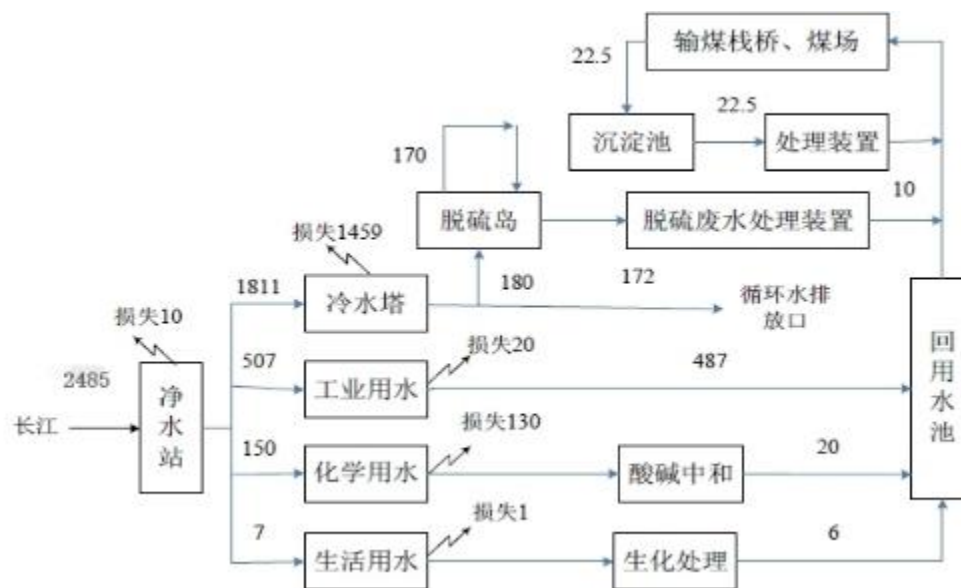 输煤栈桥、煤场
22.5
22.5
沉淀池
处理装置
170
10
脱硫岛
脱硫废水处理装置
损失1459
1811
冷水塔
180
172
循环水排
放口
损失10
2485
长江
净
水
站
507
工业用水
损失20
487
回
用
水
池
150
化学用水
损失130
酸碱中和
20
7
生活用水
损失1
生化处理
6